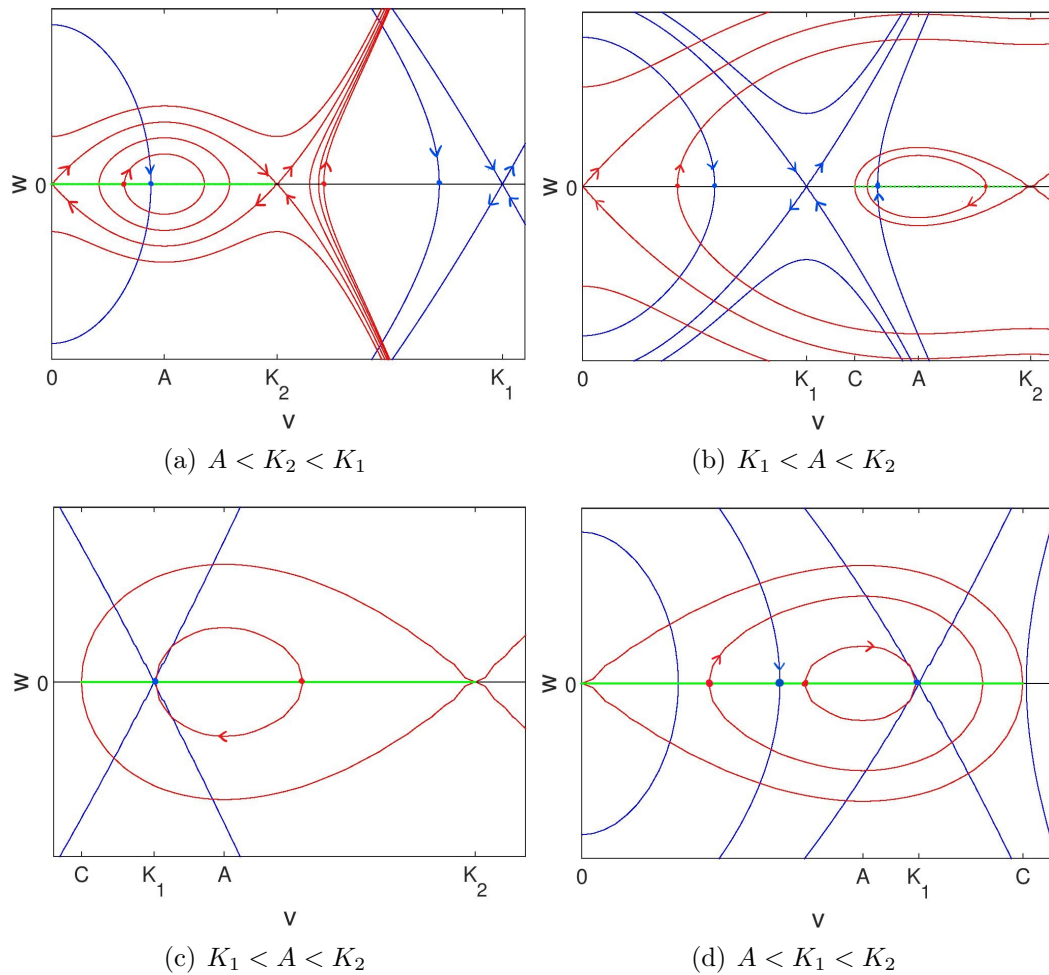 w
0
0
A
K₂
K₁
v
(a) A < K₂ < K₁
w
0
0
K₁
C
A
K₂
v
(b) K₁ < A < K₂
w
0
C
K₁
A
K₂
v
(c) K₁ < A < K₂
w
0
0
A
K₁
C
v
(d) A < K₁ < K₂